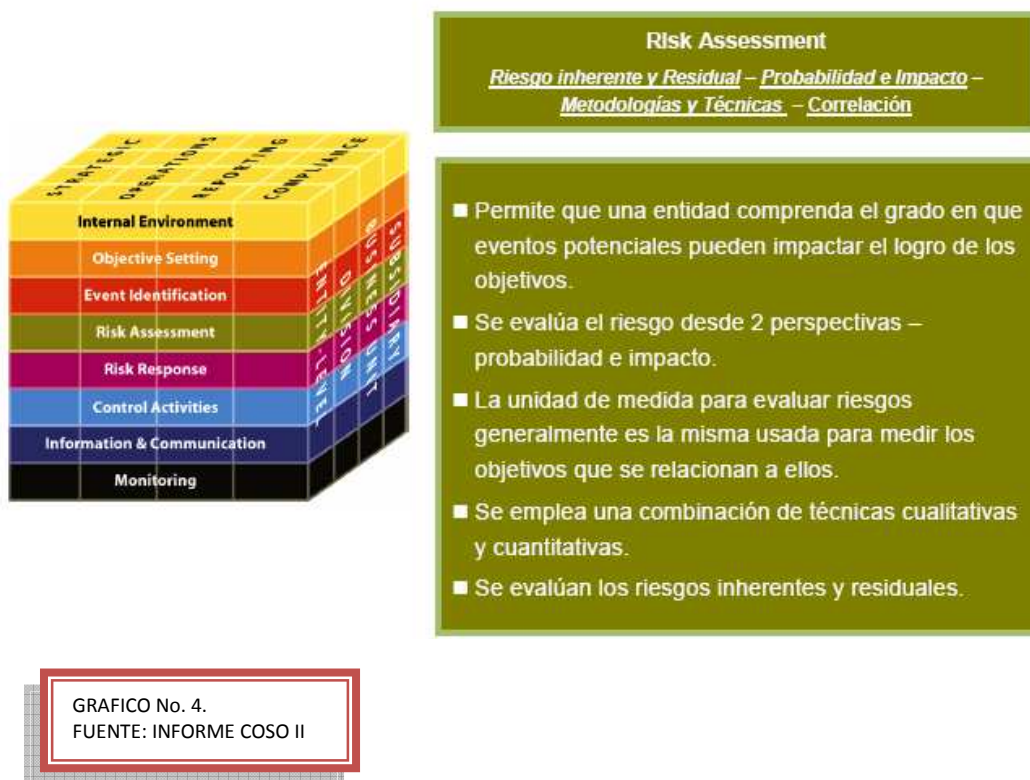 Risk Assessment
Riesgo inherente y Residual – Probabilidad e Impacto –
Metodologías y Técnicas – Correlación
STRATEGIC
OPERATIONS
REPORTING
COMPLIANCE
Internal Environment
Objective Setting
Event Identification
Risk Assessment
Risk Response
Control Activities
Information & Communication
Monitoring
ENTITY-LEVEL
DIVISION
BUSINESS UNIT
SUBSIDIARY
■ Permite que una entidad comprenda el grado en que
eventos potenciales pueden impactar el logro de los
objetivos.
■ Se evalúa el riesgo desde 2 perspectivas –
probabilidad e impacto.
■ La unidad de medida para evaluar riesgos
generalmente es la misma usada para medir los
objetivos que se relacionan a ellos.
■ Se emplea una combinación de técnicas cualitativas
y cuantitativas.
■ Se evalúan los riesgos inherentes y residuales.
GRAFICO No. 4.
FUENTE: INFORME COSO II